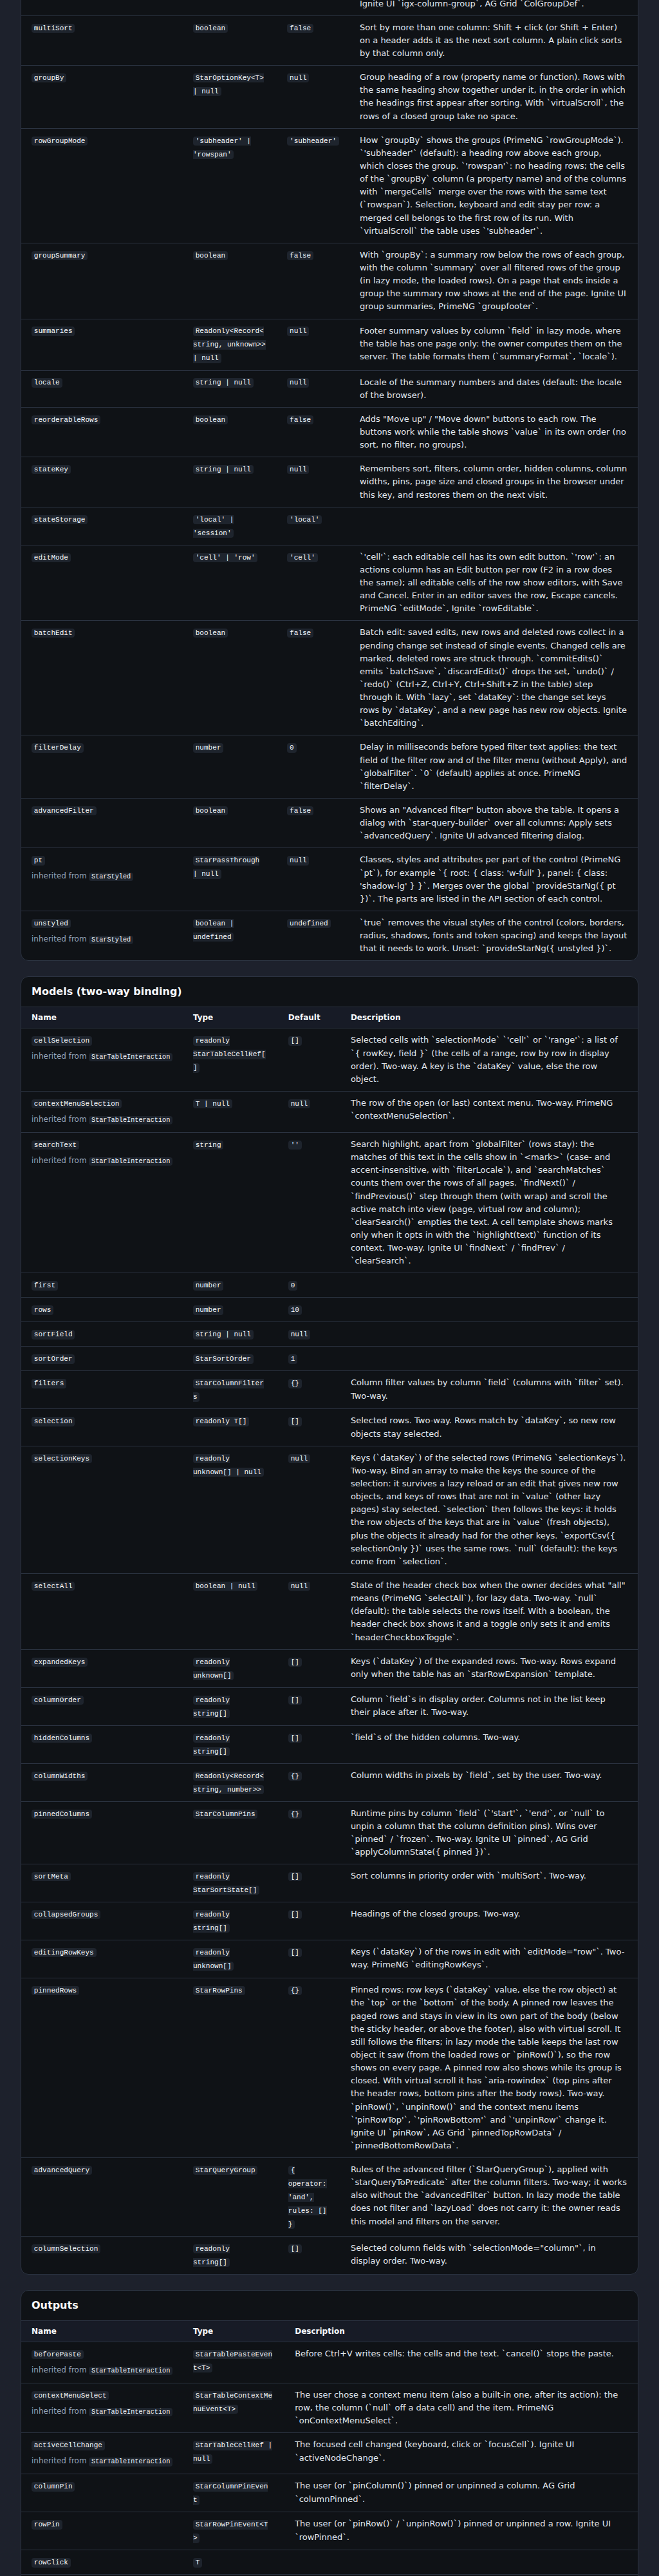 Ignite UI `igx-column-group`, AG Grid `ColGroupDef`.
multiSort boolean false Sort by more than one column: Shift + click (or Shift + Enter)
on a header adds it as the next sort column. A plain click sorts
by that column only.
groupBy StarOptionKey<T> null Group heading of a row (property name or function). Rows with
| null the same heading show together under it, in the order in which
the headings first appear after sorting. With `virtualScroll`, the
rows of a closed group take no space.
rowGroupMode 'subheader' | 'subheader' How `groupBy` shows the groups (PrimeNG `rowGroupMode`).
'rowspan' `'subheader'` (default): a heading row above each group,
which closes the group. `'rowspan'`: no heading rows; the cells
of the `groupBy` column (a property name) and of the columns
with `mergeCells` merge over the rows with the same text
(`rowspan`). Selection, keyboard and edit stay per row: a
merged cell belongs to the first row of its run. With
`virtualScroll` the table uses `'subheader'`.
groupSummary boolean false With `groupBy`: a summary row below the rows of each group,
with the column `summary` over all filtered rows of the group
(in lazy mode, the loaded rows). On a page that ends inside a
group the summary row shows at the end of the page. Ignite UI
group summaries, PrimeNG `groupfooter`.
summaries Readonly<Record< null Footer summary values by column `field` in lazy mode, where
string, unknown>> the table has one page only: the owner computes them on the
| null server. The table formats them (`summaryFormat`, `locale`).
locale string | null null Locale of the summary numbers and dates (default: the locale
of the browser).
reorderableRows boolean false Adds "Move up" / "Move down" buttons to each row. The
buttons work while the table shows `value` in its own order (no
sort, no filter, no groups).
stateKey string | null null Remembers sort, filters, column order, hidden columns, column
widths, pins, page size and closed groups in the browser under
this key, and restores them on the next visit.
stateStorage 'local' | 'local'
'session'
editMode 'cell' | 'row' 'cell' `'cell'`: each editable cell has its own edit button. `'row'`: an
actions column has an Edit button per row (F2 in a row does
the same); all editable cells of the row show editors, with Save
and Cancel. Enter in an editor saves the row, Escape cancels.
PrimeNG `editMode`, Ignite `rowEditable`.
batchEdit boolean false Batch edit: saved edits, new rows and deleted rows collect in a
pending change set instead of single events. Changed cells are
marked, deleted rows are struck through. `commitEdits()`
emits `batchSave`, `discardEdits()` drops the set, `undo()` /
`redo()` (Ctrl+Z, Ctrl+Y, Ctrl+Shift+Z in the table) step
through it. With `lazy`, set `dataKey`: the change set keys
rows by `dataKey`, and a new page has new row objects. Ignite
`batchEditing`.
filterDelay number 0 Delay in milliseconds before typed filter text applies: the text
field of the filter row and of the filter menu (without Apply), and
`globalFilter`. `0` (default) applies at once. PrimeNG
`filterDelay`.
advancedFilter boolean false Shows an "Advanced filter" button above the table. It opens a
dialog with `star-query-builder` over all columns; Apply sets
`advancedQuery`. Ignite UI advanced filtering dialog.
pt StarPassThrough null Classes, styles and attributes per part of the control (PrimeNG
inherited from StarStyled | null `pt`), for example `{ root: { class: 'w-full' }, panel: { class:
'shadow-lg' } }`. Merges over the global `provideStarNg({ pt
})`. The parts are listed in the API section of each control.
unstyled boolean | undefined `true` removes the visual styles of the control (colors, borders,
inherited from StarStyled undefined radius, shadows, fonts and token spacing) and keeps the layout
that it needs to work. Unset: `provideStarNg({ unstyled })`.
Models (two-way binding)
Name Type Default Description
cellSelection readonly [] Selected cells with `selectionMode` `'cell'` or `'range'`: a list of
inherited from StarTableInteraction StarTableCellRef[ `{ rowKey, field }` (the cells of a range, row by row in display
] order). Two-way. A key is the `dataKey` value, else the row
object.
contextMenuSelection T | null null The row of the open (or last) context menu. Two-way. PrimeNG
inherited from StarTableInteraction `contextMenuSelection`.
searchText string '' Search highlight, apart from `globalFilter` (rows stay): the
inherited from StarTableInteraction matches of this text in the cells show in `<mark>` (case- and
accent-insensitive, with `filterLocale`), and `searchMatches`
counts them over the rows of all pages. `findNext()` /
`findPrevious()` step through them (with wrap) and scroll the
active match into view (page, virtual row and column);
`clearSearch()` empties the text. A cell template shows marks
only when it opts in with the `highlight(text)` function of its
context. Two-way. Ignite UI `findNext` / `findPrev` /
`clearSearch`.
first number 0
rows number 10
sortField string | null null
sortOrder StarSortOrder 1
filters StarColumnFilter {} Column filter values by column `field` (columns with `filter` set).
s Two-way.
selection readonly T[] [] Selected rows. Two-way. Rows match by `dataKey`, so new row
objects stay selected.
selectionKeys readonly null Keys (`dataKey`) of the selected rows (PrimeNG `selectionKeys`).
unknown[] | null Two-way. Bind an array to make the keys the source of the
selection: it survives a lazy reload or an edit that gives new row
objects, and keys of rows that are not in `value` (other lazy
pages) stay selected. `selection` then follows the keys: it holds
the row objects of the keys that are in `value` (fresh objects),
plus the objects it already had for the other keys. `exportCsv({
selectionOnly })` uses the same rows. `null` (default): the keys
come from `selection`.
selectAll boolean | null null State of the header check box when the owner decides what "all"
means (PrimeNG `selectAll`), for lazy data. Two-way. `null`
(default): the table selects the rows itself. With a boolean, the
header check box shows it and a toggle only sets it and emits
`headerCheckboxToggle`.
expandedKeys readonly [] Keys (`dataKey`) of the expanded rows. Two-way. Rows expand
unknown[] only when the table has an `starRowExpansion` template.
columnOrder readonly [] Column `field`s in display order. Columns not in the list keep
string[] their place after it. Two-way.
hiddenColumns readonly [] `field`s of the hidden columns. Two-way.
string[]
columnWidths Readonly<Record< {} Column widths in pixels by `field`, set by the user. Two-way.
string, number>>
pinnedColumns StarColumnPins {} Runtime pins by column `field` (`'start'`, `'end'`, or `null` to
unpin a column that the column definition pins). Wins over
`pinned` / `frozen`. Two-way. Ignite UI `pinned`, AG Grid
`applyColumnState({ pinned })`.
sortMeta readonly [] Sort columns in priority order with `multiSort`. Two-way.
StarSortState[]
collapsedGroups readonly [] Headings of the closed groups. Two-way.
string[]
editingRowKeys readonly [] Keys (`dataKey`) of the rows in edit with `editMode="row"`. Two-
unknown[] way. PrimeNG `editingRowKeys`.
pinnedRows StarRowPins {} Pinned rows: row keys (`dataKey` value, else the row object) at
the `top` or the `bottom` of the body. A pinned row leaves the
paged rows and stays in view in its own part of the body (below
the sticky header, or above the footer), also with virtual scroll. It
still follows the filters; in lazy mode the table keeps the last row
object it saw (from the loaded rows or `pinRow()`), so the row
shows on every page. A pinned row also shows while its group is
closed. With virtual scroll it has `aria-rowindex` (top pins after
the header rows, bottom pins after the body rows). Two-way.
`pinRow()`, `unpinRow()` and the context menu items
`'pinRowTop'`, `'pinRowBottom'` and `'unpinRow'` change it.
Ignite UI `pinRow`, AG Grid `pinnedTopRowData` /
`pinnedBottomRowData`.
advancedQuery StarQueryGroup { Rules of the advanced filter (`StarQueryGroup`), applied with
operator: `starQueryToPredicate` after the column filters. Two-way; it works
'and', also without the `advancedFilter` button. In lazy mode the table
rules: [] does not filter and `lazyLoad` does not carry it: the owner reads
} this model and filters on the server.
columnSelection readonly [] Selected column fields with `selectionMode="column"`, in
string[] display order. Two-way.
Outputs
Name Type Description
beforePaste StarTablePasteEven Before Ctrl+V writes cells: the cells and the text. `cancel()` stops the paste.
inherited from StarTableInteraction t<T>
contextMenuSelect StarTableContextMe The user chose a context menu item (also a built-in one, after its action): the
inherited from StarTableInteraction nuEvent<T> row, the column (`null` off a data cell) and the item. PrimeNG
`onContextMenuSelect`.
activeCellChange StarTableCellRef | The focused cell changed (keyboard, click or `focusCell`). Ignite UI
inherited from StarTableInteraction null `activeNodeChange`.
columnPin StarColumnPinEven The user (or `pinColumn()`) pinned or unpinned a column. AG Grid
t `columnPinned`.
rowPin StarRowPinEvent<T The user (or `pinRow()` / `unpinRow()`) pinned or unpinned a row. Ignite UI
> `rowPinned`.
rowClick T